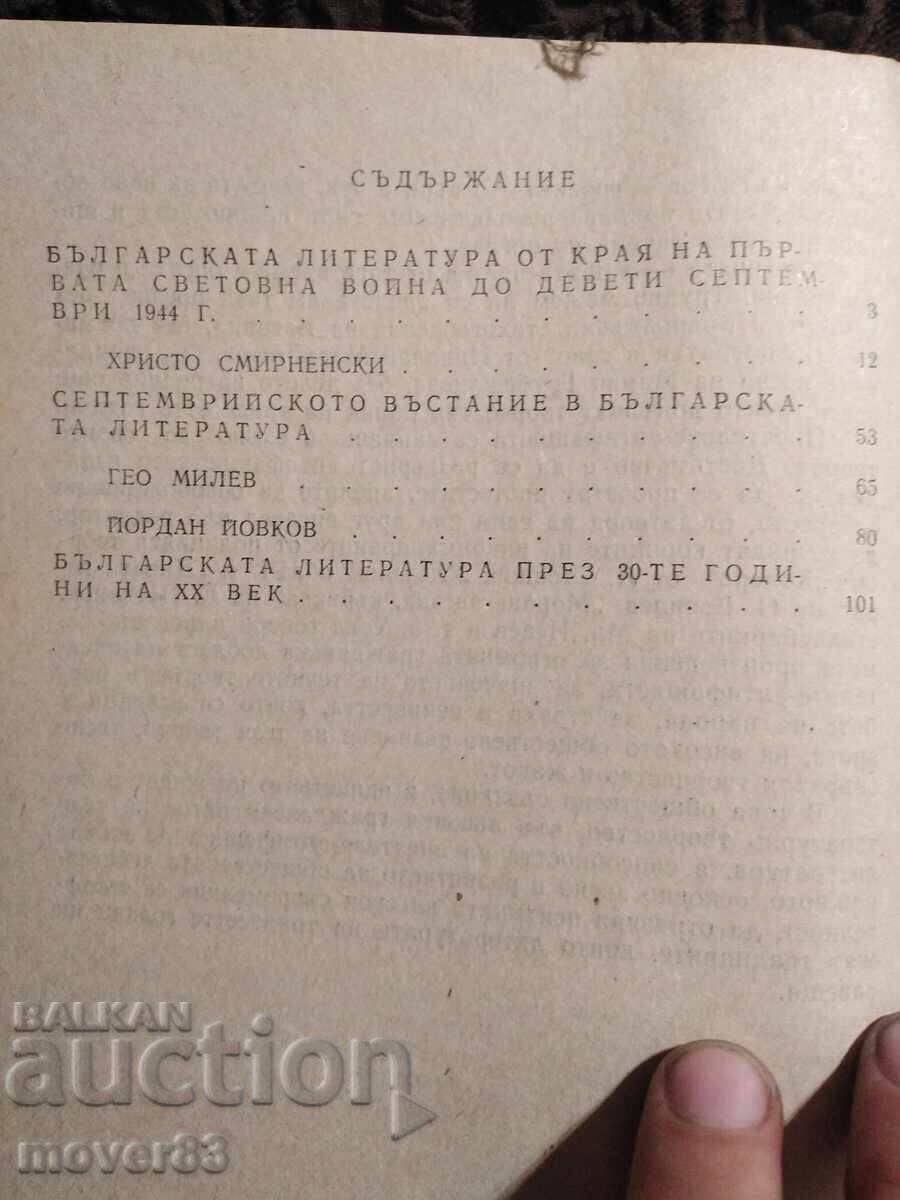 СЪДЪРЖАНИЕ
БЪЛГАРСКАТА ЛИТЕРАТУРА ОТ КРАЯ НА ПЪР-
ВАТА СВЕТОВНА ВОЙНА ДО ДЕВЕТИ СЕПТЕМ-
ВРИ 1944 Г. . . . . . . . . . . . . . . 3
ХРИСТО СМИРНЕНСКИ . . . . . . . . . . 12
СЕПТЕМВРИЙСКОТО ВЪСТАНИЕ В БЪЛГАРСКА-
ТА ЛИТЕРАТУРА . . . . . . . . . . . . 53
ГЕО МИЛЕВ . . . . . . . . . . . . . 65
ЙОРДАН ЙОВКОВ . . . . . . . . . . . 80
БЪЛГАРСКАТА ЛИТЕРАТУРА ПРЕЗ 30-ТЕ ГОДИ-
НИ НА XX ВЕК . . . . . . . . . . . . 101
BALKAN
auction
mover83